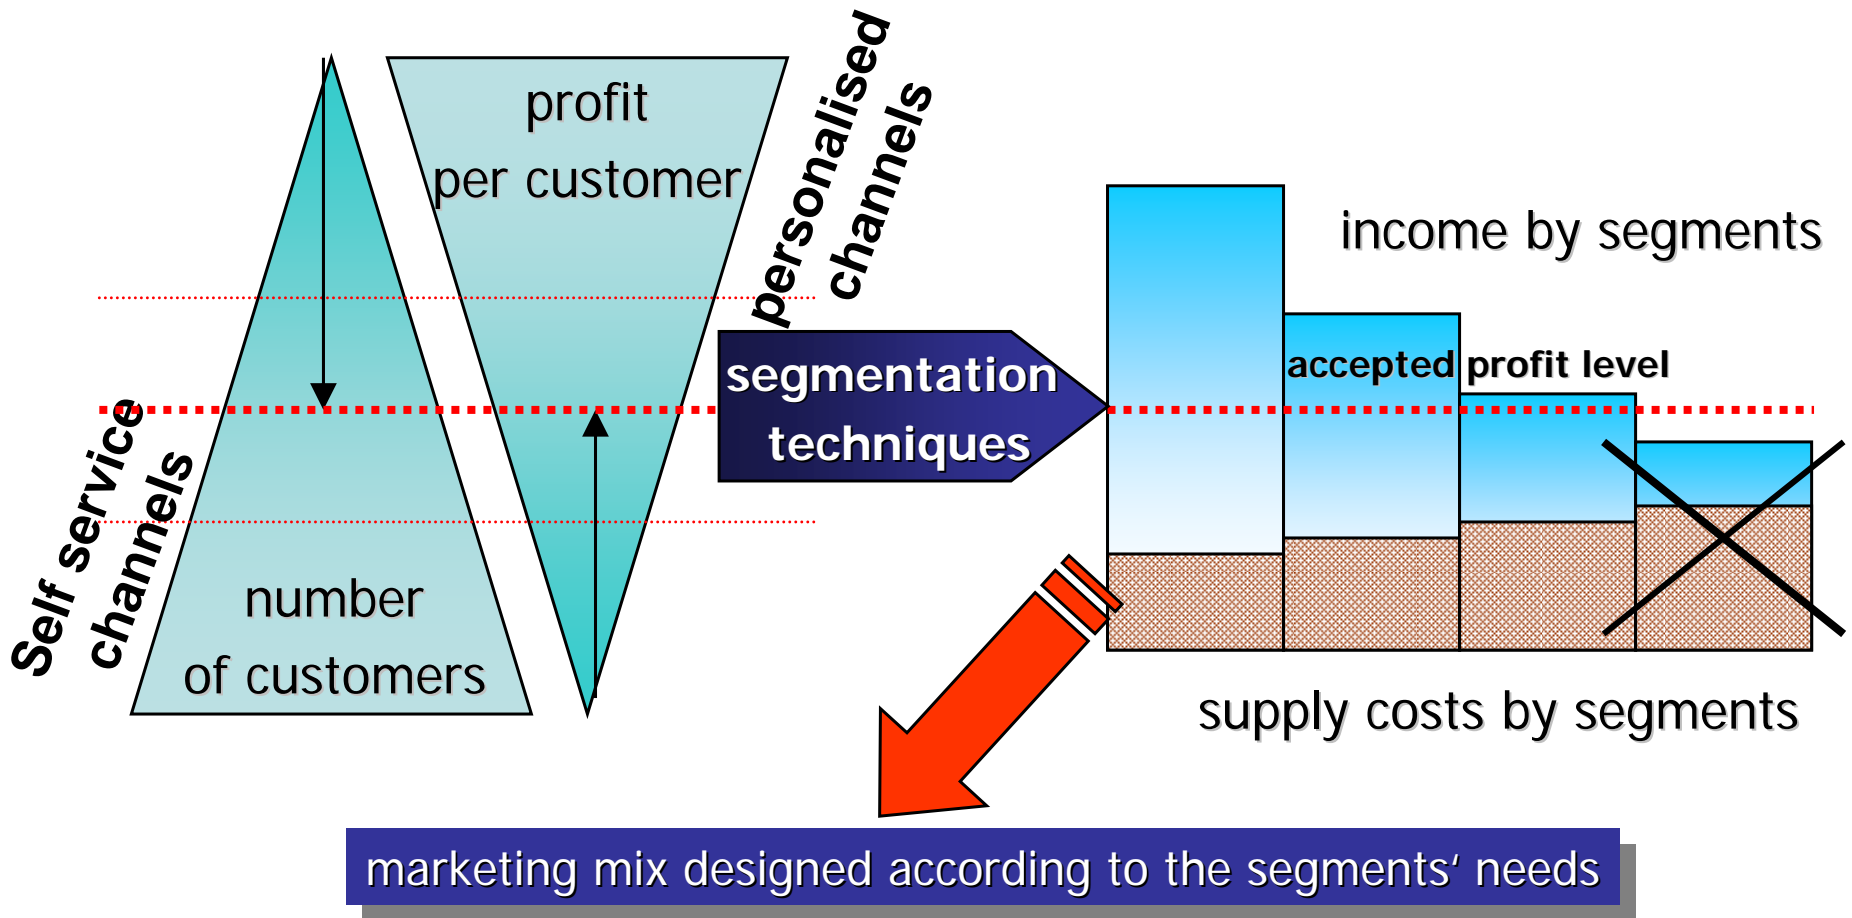 profit
per customer
personalised
channels
Self service
channels
number
of customers
segmentation
techniques
income by segments
accepted profit level
supply costs by segments
marketing mix designed according to the segments‘ needs